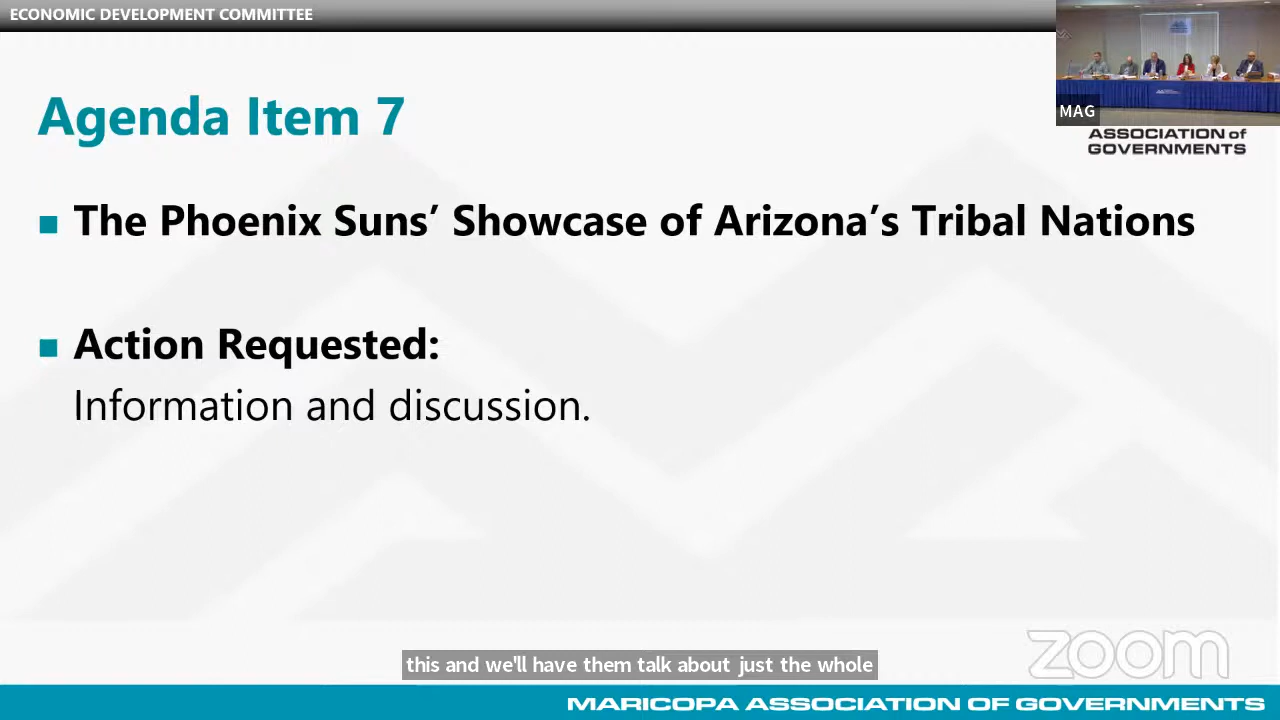 ECONOMIC DEVELOPMENT COMMITTEE
Agenda Item 7
MAG
ASSOCIATION of
GOVERNMENTS
The Phoenix Suns’ Showcase of Arizona’s Tribal Nations
Action Requested:
Information and discussion.
this and we'll have them talk about just the whole
zoom
MARICOPA ASSOCIATION OF GOVERNMENTS